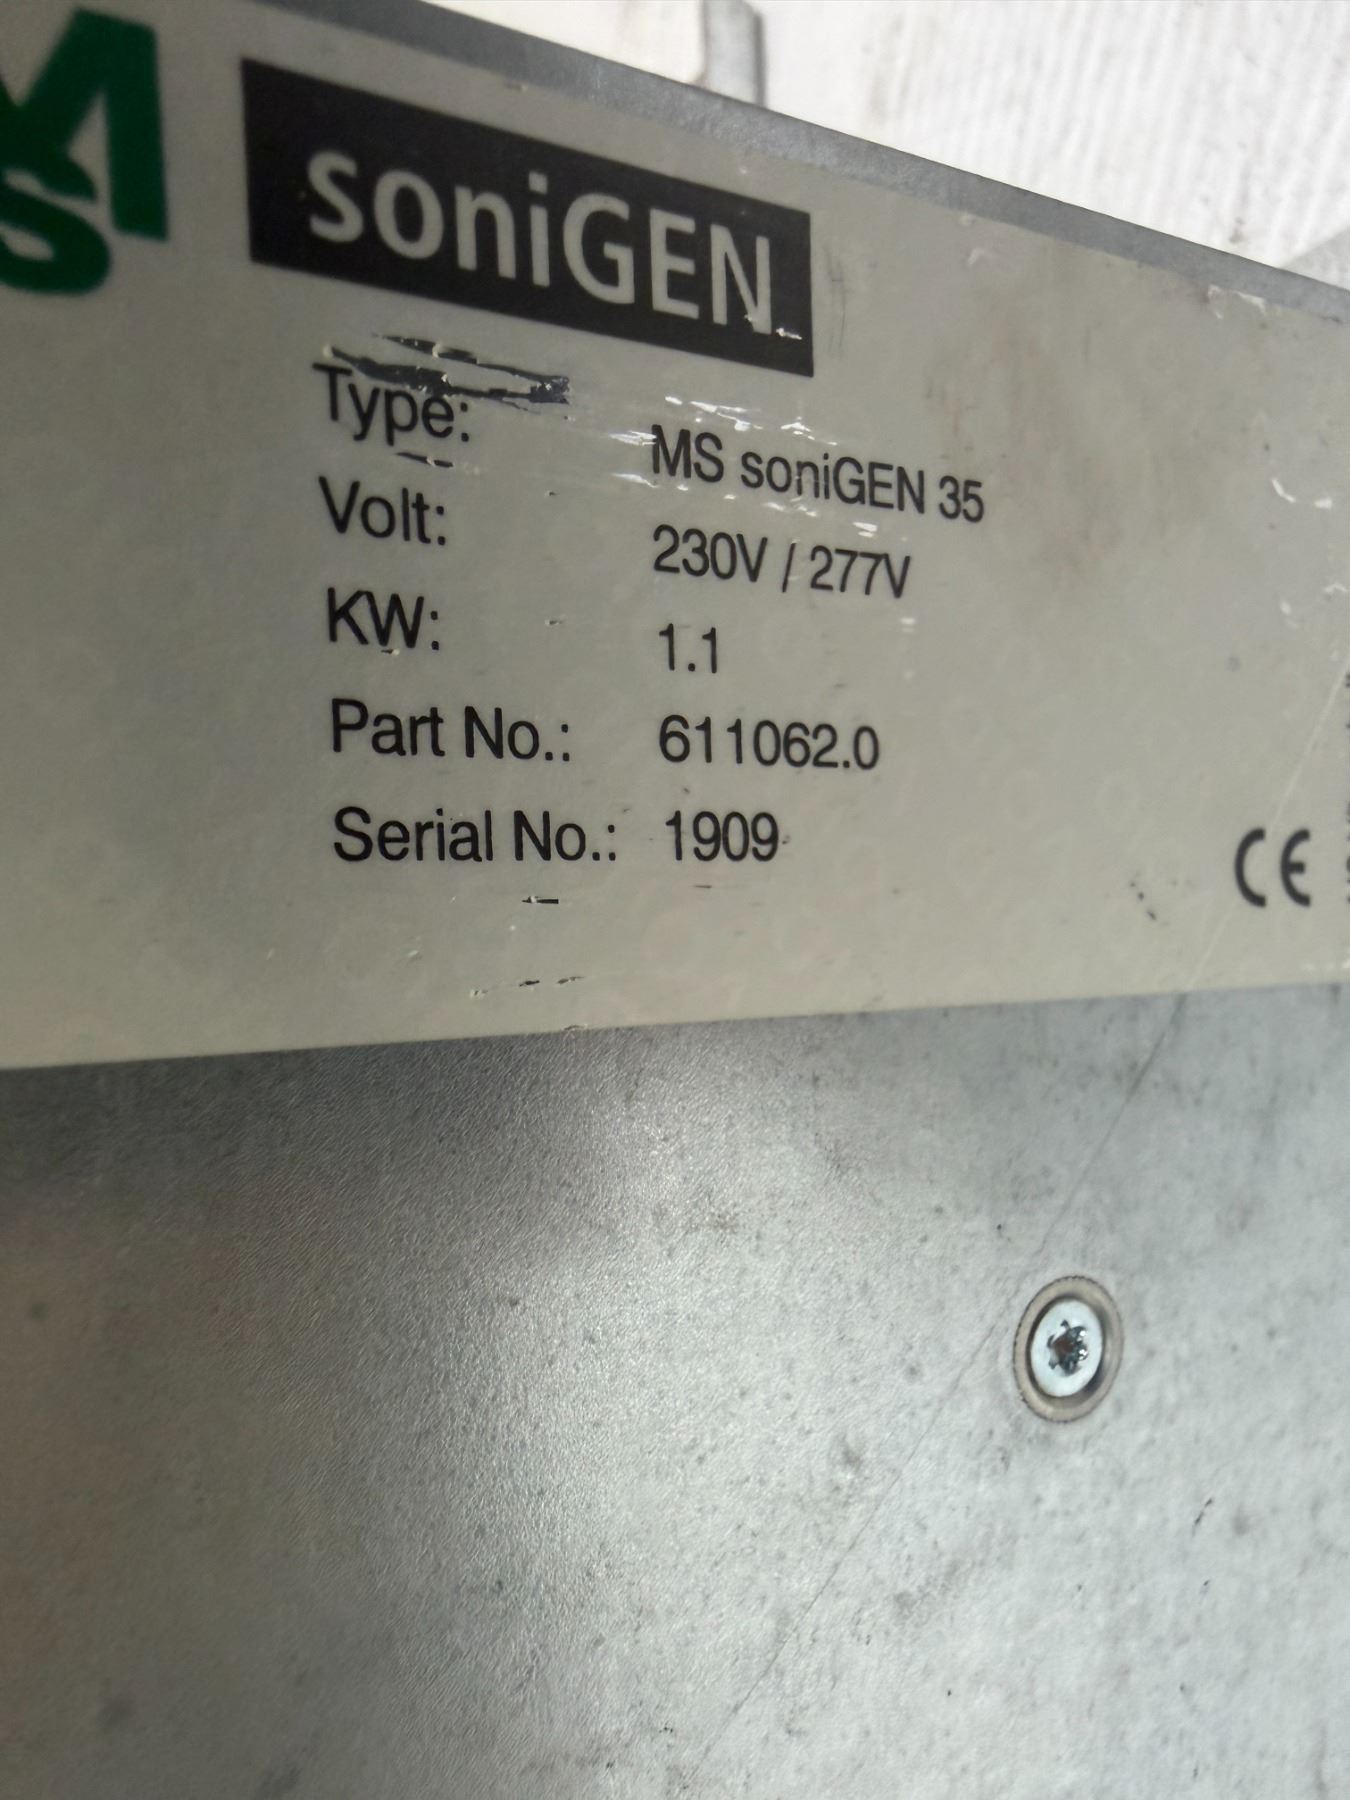 MS
soniGEN
Type: MS soniGEN 35
Volt: 230V / 277V
KW: 1.1
Part No.: 611062.0
Serial No.: 1909
CE